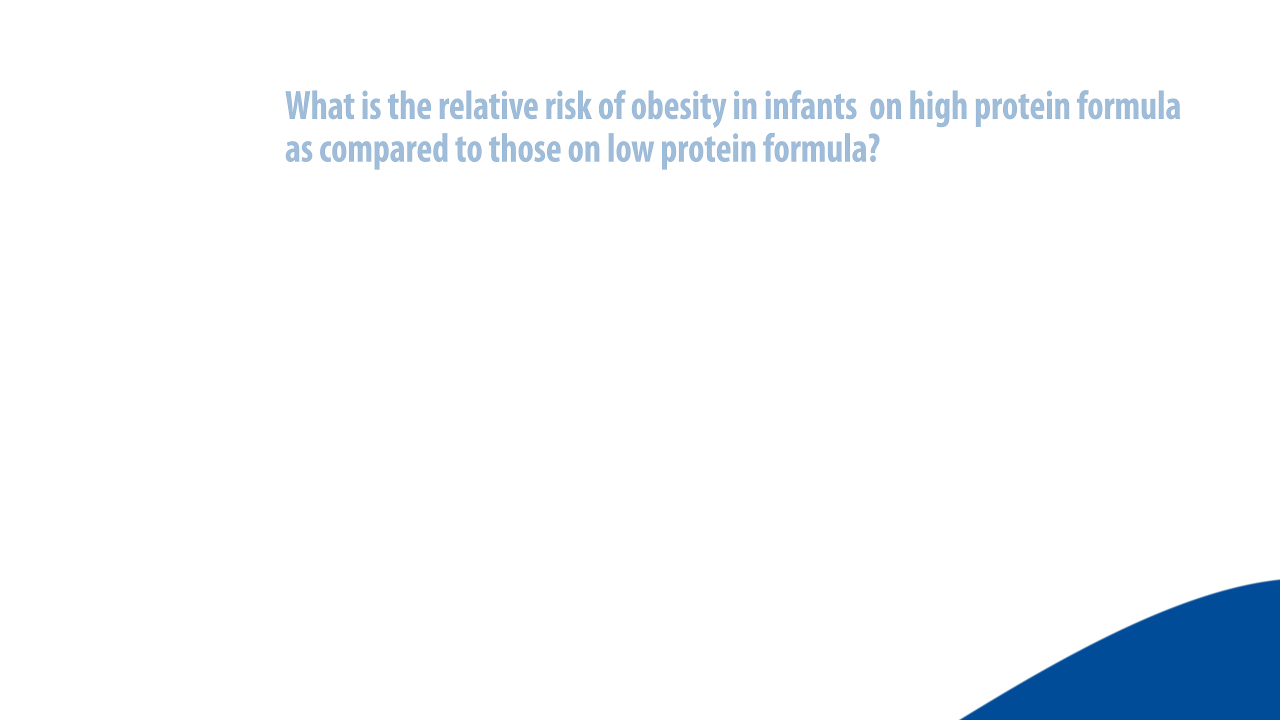 What is the relative risk of obesity in infants  on high protein formula
as compared to those on low protein formula?